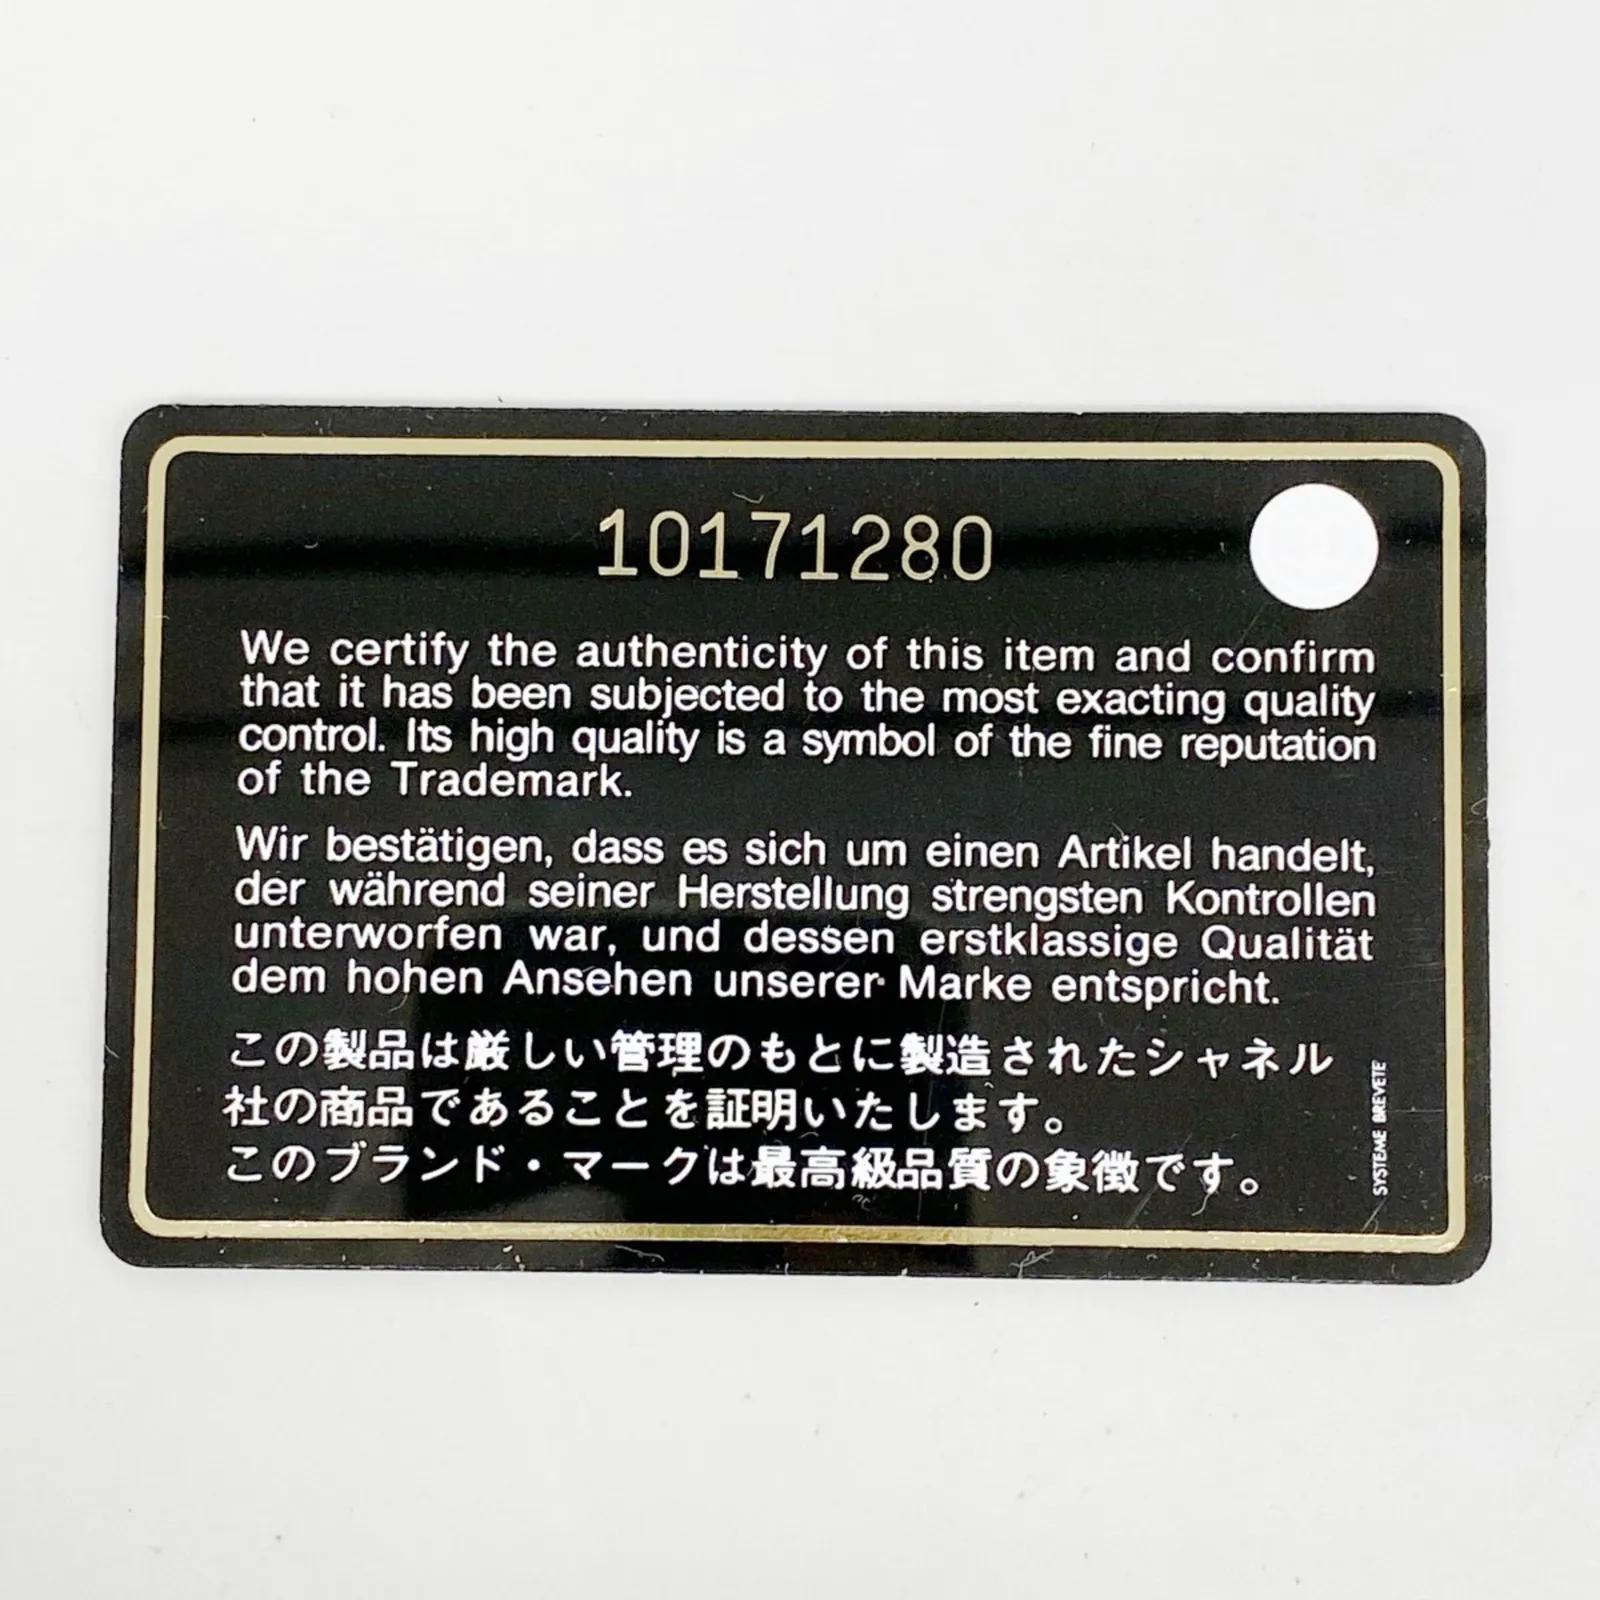 10171280
We certify the authenticity of this item and confirm
that it has been subjected to the most exacting quality
control. Its high quality is a symbol of the fine reputation
of the Trademark.
Wir bestätigen, dass es sich um einen Artikel handelt,
der während seiner Herstellung strengsten Kontrollen
unterworfen war, und dessen erstklassige Qualität
dem hohen Ansehen unserer Marke entspricht.
この製品は厳しい管理のもとに製造されたシャネル
社の商品であることを証明いたします。
このブランド・マークは最高級品質の象徴です。
SYSTEME BREVETE